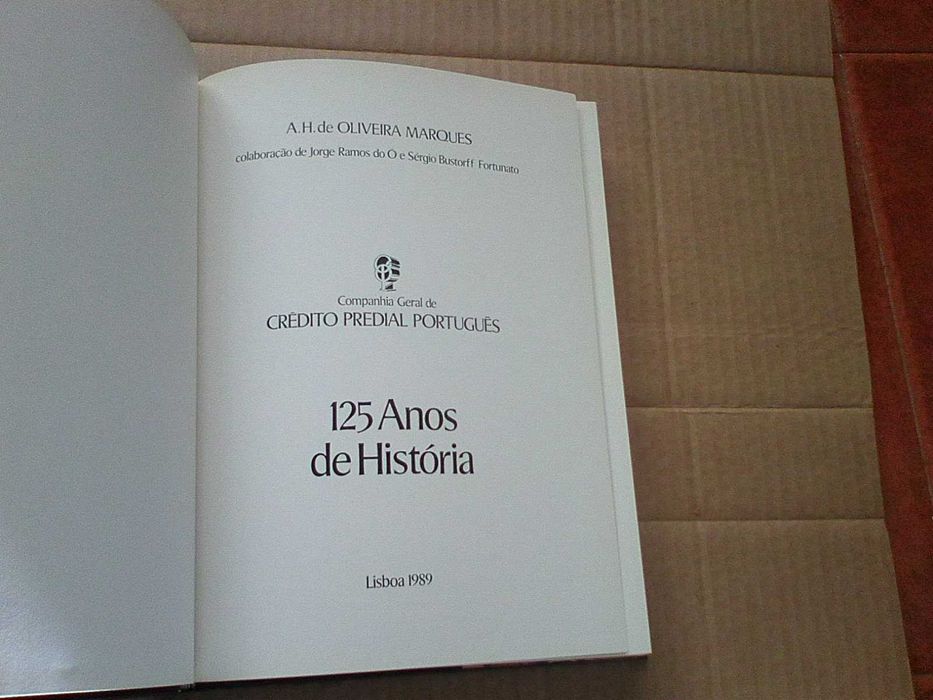 A.H. de OLIVEIRA MARQUES
colaboração de Jorge Ramos do O e Sérgio Bustorff Fortunato
Companhia Geral de
CRÉDITO PREDIAL PORTUGUÊS
125 Anos
de História
Lisboa 1989